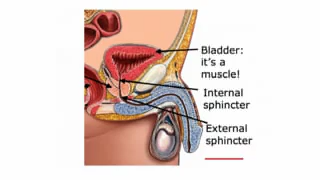 Bladder:
it's a
muscle!
Internal
sphincter
External
sphincter